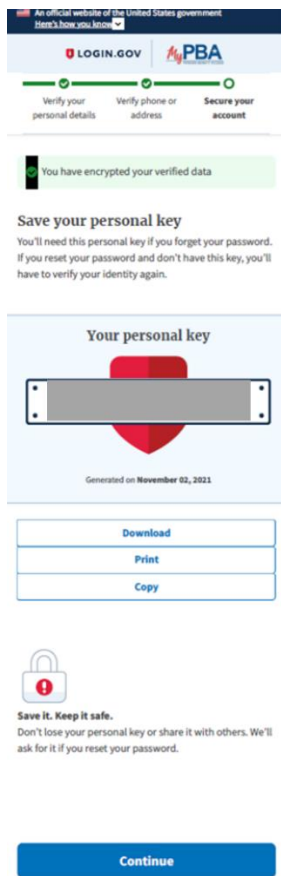 An official website of the United States government
Here's how you know
LOGIN.GOV MyPBA
Verify your personal details
Verify phone or address
Secure your account
You have encrypted your verified data
Save your personal key
You'll need this personal key if you forget your password.
If you reset your password and don't have this key, you'll
have to verify your identity again.
Your personal key
Generated on November 02, 2021
Download
Print
Copy
Save it. Keep it safe.
Don't lose your personal key or share it with others. We'll
ask for it if you reset your password.
Continue